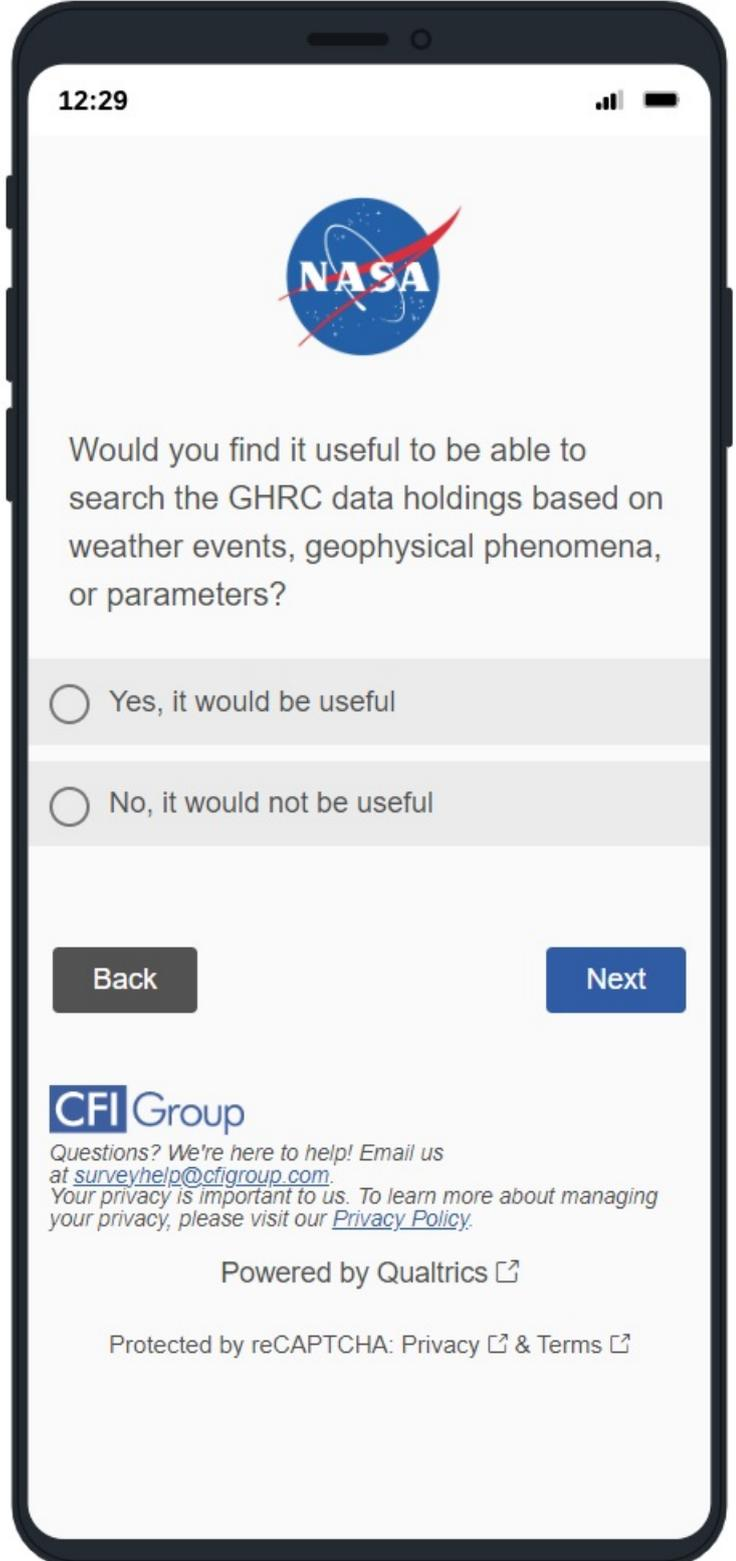 12:29
NASA
Would you find it useful to be able to
search the GHRC data holdings based on
weather events, geophysical phenomena,
or parameters?
Yes, it would be useful
No, it would not be useful
Back
Next
CFI Group
Questions? We're here to help! Email us
at surveyhelp@cfigroup.com.
Your privacy is important to us. To learn more about managing
your privacy, please visit our Privacy Policy.
Powered by Qualtrics
Protected by reCAPTCHA: Privacy & Terms